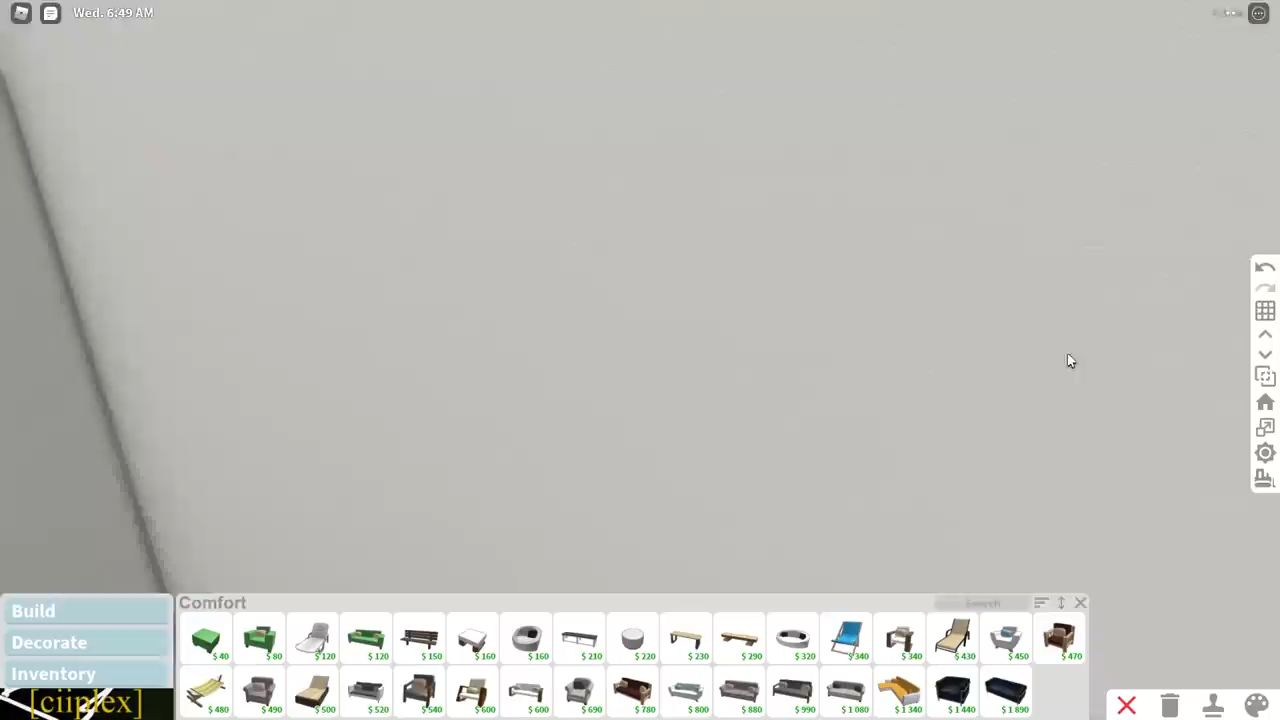 Wed. 6:49 AM
Build
Decorate
Inventory
[ciiplex]
Comfort
Search
$ 40
$ 80
$ 120
$ 120
$ 150
$ 160
$ 160
$ 210
$ 220
$ 230
$ 290
$ 320
$ 340
$ 340
$ 430
$ 450
$ 470
$ 480
$ 490
$ 500
$ 520
$ 540
$ 600
$ 600
$ 690
$ 780
$ 800
$ 880
$ 990
$ 1 080
$ 1 340
$ 1 440
$ 1 890